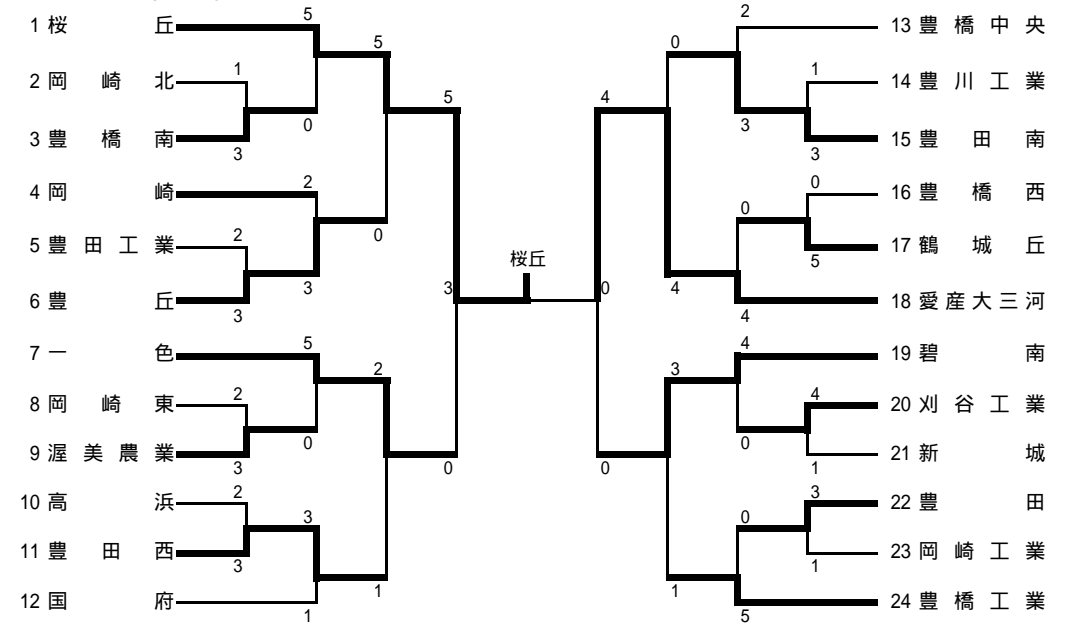 5
1 桜 丘
5
2 岡 崎 北
1
5
3 豊 橋 南
3
0
4 岡 崎
2
0
5 豊 田 工 業
2
6 豊 丘
3
3
3
7 一 色
5
2
8 岡 崎 東
2
9 渥 美 農 業
3
0
0
10 高 浜
2
3
11 豊 田 西
3
1
12 国 府
1
桜丘
2
13 豊 橋 中 央
0
14 豊 川 工 業
1
4
15 豊 田 南
3
3
16 豊 橋 西
0
0
17 鶴 城 丘
5
18 愛産大三河
4
4
0
19 碧 南
4
3
20 刈 谷 工 業
4
0
21 新 城
1
0
22 豊 田
3
0
23 岡 崎 工 業
1
1
24 豊 橋 工 業
5